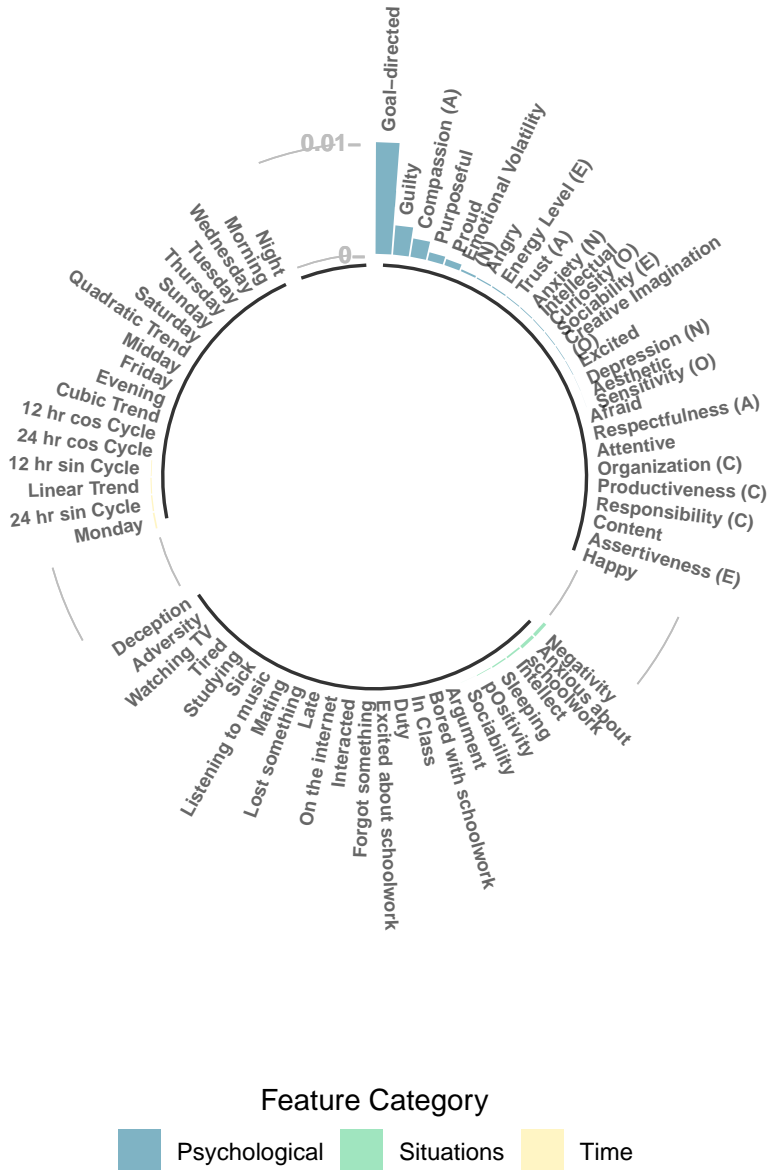 0.01
0
Goal-directed
Guilty
Compassion (A)
Purposeful
Proud
Emotional Volatility
(N)
Angry
Energy Level (E)
Trust (A)
Anxiety (N)
Intellectual
Curiosity (O)
Sociability (E)
Creative Imagination
(O)
Excited
Depression (N)
Aesthetic
Sensitivity (O)
Afraid
Respectfulness (A)
Attentive
Organization (C)
Productiveness (C)
Responsibility (C)
Content
Assertiveness (E)
Happy
Negativity
Anxious about
schoolwork
Intellect
Sleeping
pOsitivity
Sociability
Argument
Bored with schoolwork
In Class
Duty
Excited about schoolwork
Forgot something
Interacted
On the internet
Late
Lost something
Mating
Listening to music
Sick
Studying
Tired
Watching TV
Adversity
Deception
Monday
24 hr sin Cycle
Linear Trend
12 hr sin Cycle
24 hr cos Cycle
12 hr cos Cycle
Cubic Trend
Evening
Friday
Midday
Quadratic Trend
Saturday
Sunday
Thursday
Tuesday
Wednesday
Morning
Night
Feature Category
Psychological
Situations
Time